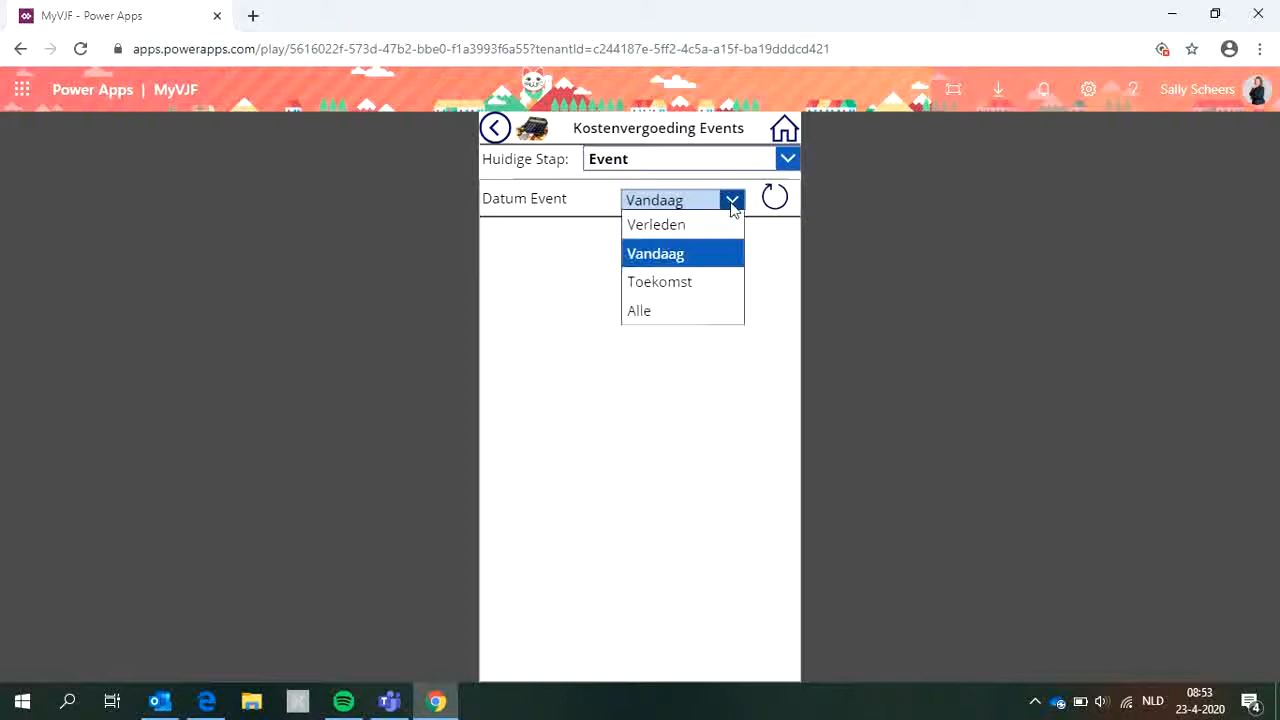 MyVJF - Power Apps
apps.powerapps.com/play/5616022f-573d-47b2-bbe0-f1a3993f6a55?tenantId=c244187e-5ff2-4c5a-a15f-ba19dddcd421
Power Apps | MyVJF
Sally Scheers
Kostenvergoeding Events
Huidige Stap: Event
Datum Event Vandaag
Verleden
Vandaag
Toekomst
Alle
NLD
08:53
23-4-2020
4